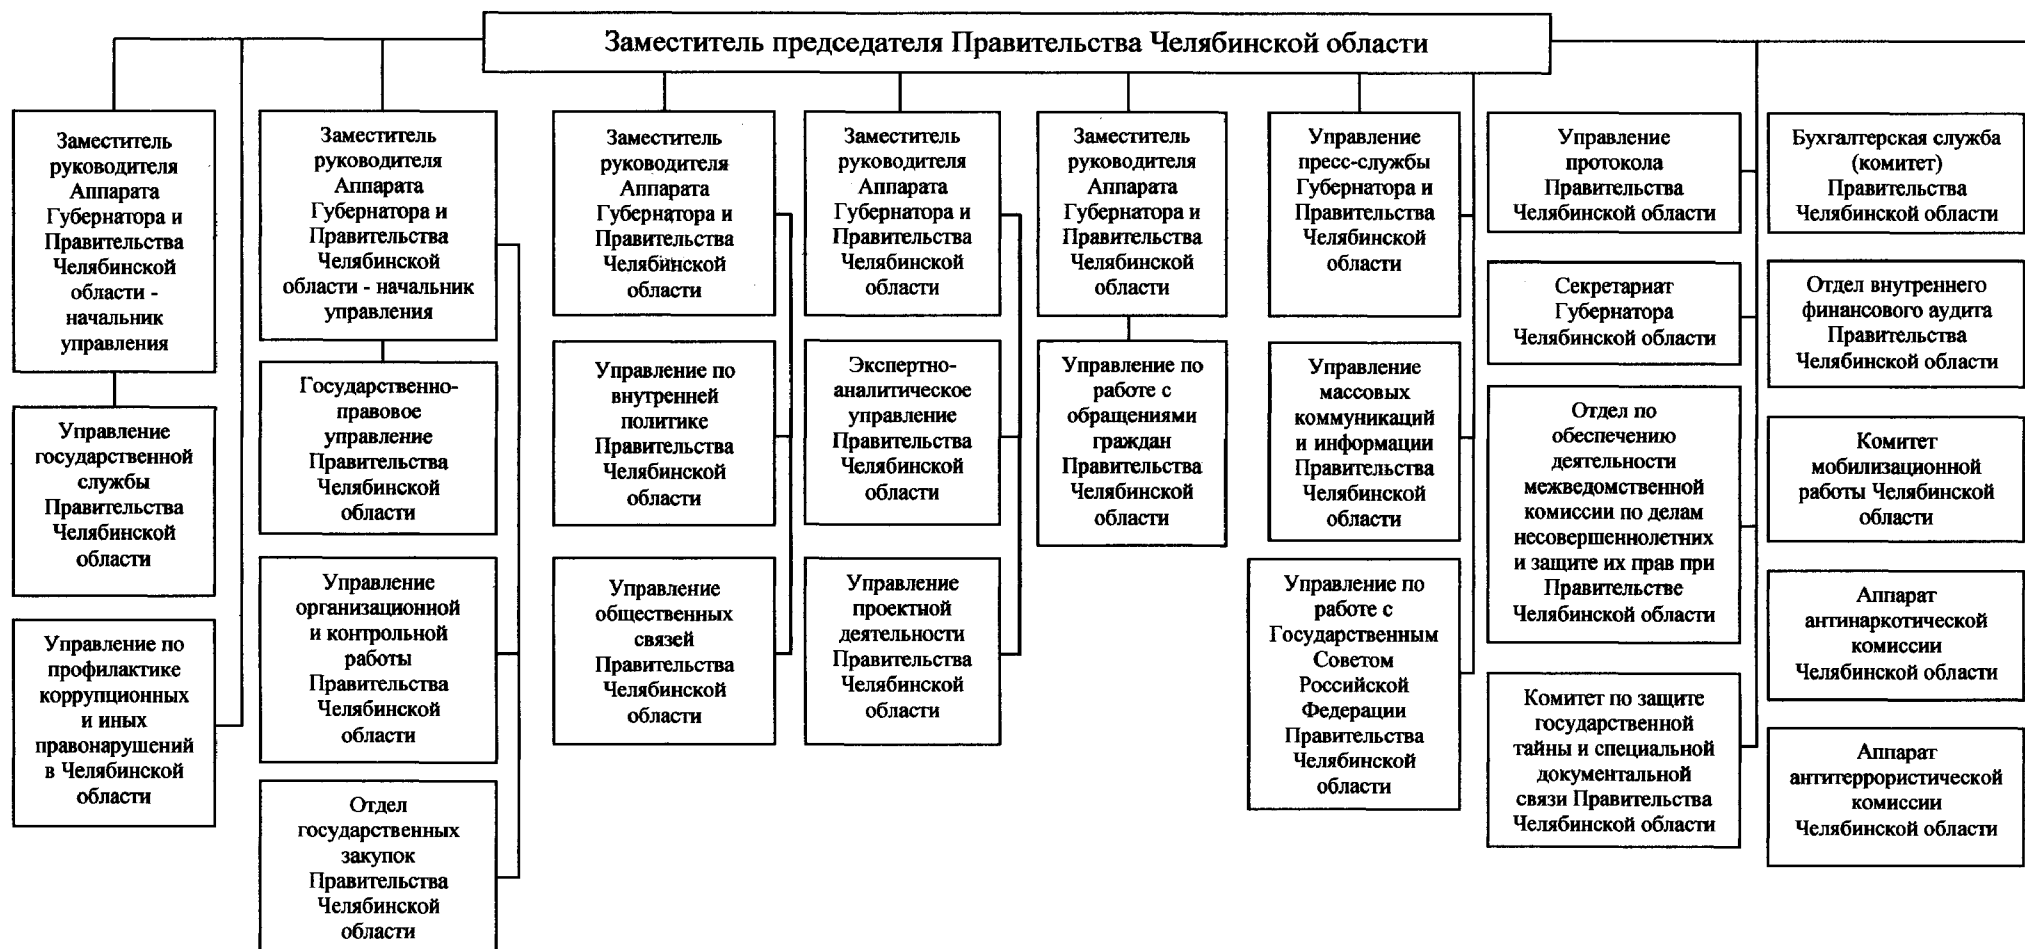 Заместитель председателя Правительства Челябинской области
Заместитель
руководителя
Аппарата
Губернатора и
Правительства
Челябинской
области -
начальник
управления
Управление
государственной
службы
Правительства
Челябинской
области
Управление по
профилактике
коррупционных
и иных
правонарушений
в Челябинской
области
Заместитель
руководителя
Аппарата
Губернатора и
Правительства
Челябинской
области - начальник
управления
Государственно-
правовое
управление
Правительства
Челябинской
области
Управление
организационной
и контрольной
работы
Правительства
Челябинской
области
Отдел
государственных
закупок
Правительства
Челябинской
области
Заместитель
руководителя
Аппарата
Губернатора и
Правительства
Челябинской
области
Управление по
внутренней
политике
Правительства
Челябинской
области
Управление
общественных
связей
Правительства
Челябинской
области
Заместитель
руководителя
Аппарата
Губернатора и
Правительства
Челябинской
области
Экспертно-
аналитическое
управление
Правительства
Челябинской
области
Управление
проектной
деятельности
Правительства
Челябинской
области
Заместитель
руководителя
Аппарата
Губернатора и
Правительства
Челябинской
области
Управление по
работе с
обращениями
граждан
Правительства
Челябинской
области
Управление
пресс-службы
Губернатора и
Правительства
Челябинской
области
Управление
массовых
коммуникаций
и информации
Правительства
Челябинской
области
Управление по
работе с
Государственным
Советом
Российской
Федерации
Правительства
Челябинской
области
Управление
протокола
Правительства
Челябинской области
Секретариат
Губернатора
Челябинской области
Отдел по
обеспечению
деятельности
межведомственной
комиссии по делам
несовершеннолетних
и защите их прав при
Правительстве
Челябинской области
Комитет по защите
государственной
тайны и специальной
документальной
связи Правительства
Челябинской области
Бухгалтерская служба
(комитет)
Правительства
Челябинской области
Отдел внутреннего
финансового аудита
Правительства
Челябинской области
Комитет
мобилизационной
работы Челябинской
области
Аппарат
антинаркотической
комиссии
Челябинской области
Аппарат
антитеррористической
комиссии
Челябинской области